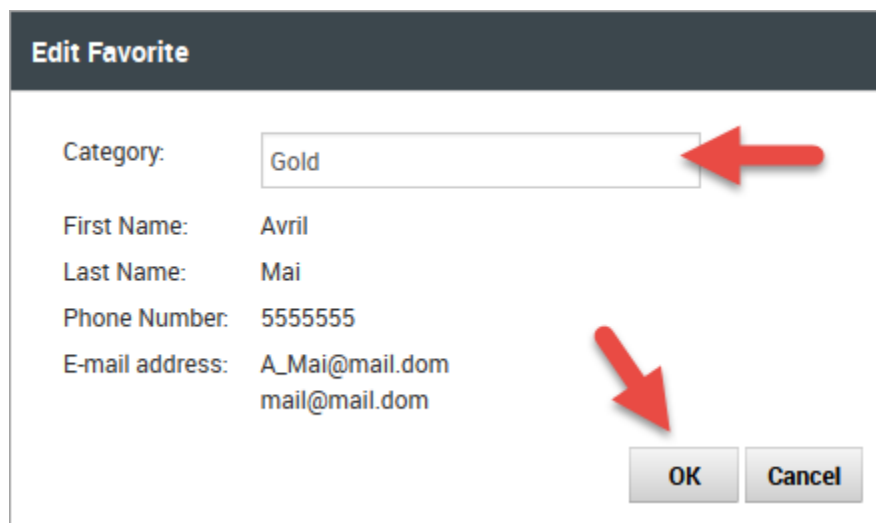 Edit Favorite
Category: Gold
First Name: Avril
Last Name: Mai
Phone Number: 5555555
E-mail address: A_Mai@mail.dom
mail@mail.dom
OK Cancel